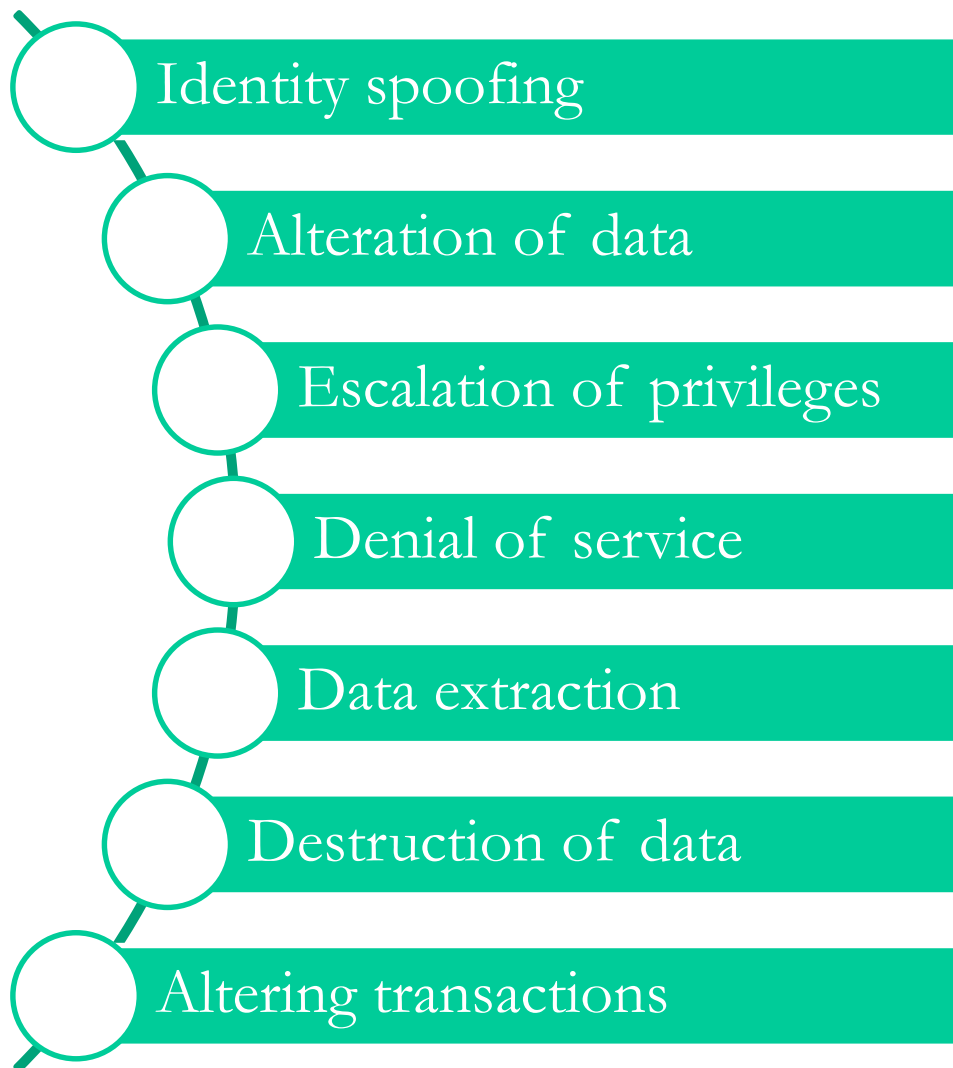 Identity spoofing
Alteration of data
Escalation of privileges
Denial of service
Data extraction
Destruction of data
Altering transactions